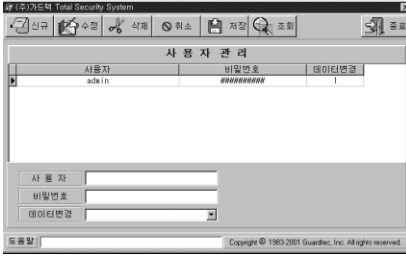 (주)가드텍 Total Security System
신규 수정 삭제 취소 저장 조회 종료
사 용 자 관 리
사용자 비밀번호 데이터변경
admin ########## 1
사 용 자
비밀번호
데이터변경
도움말 Copyright © 1983-2001 Guardtec, Inc. All rights reserved.